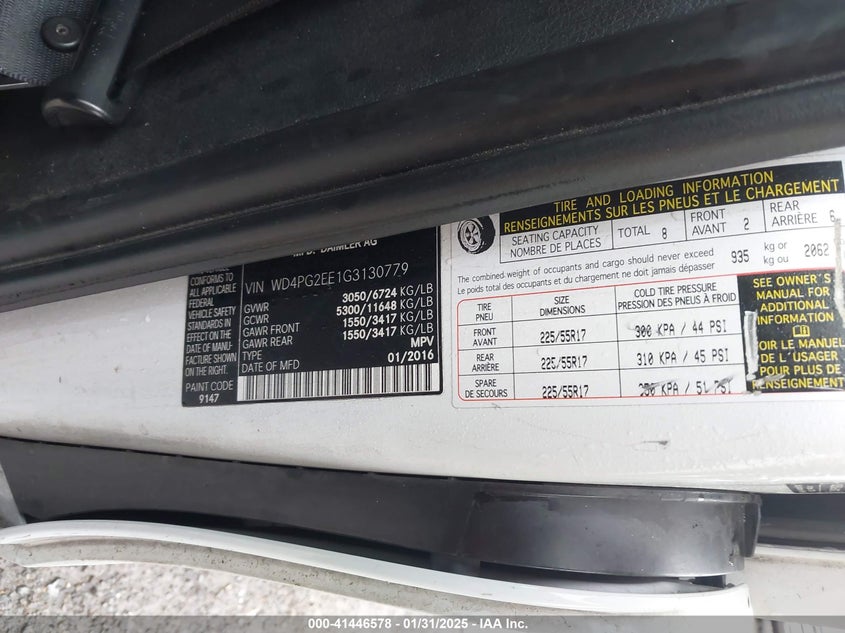 MFD. DAIMLER AG
VIN WD4PG2EE1G3130779
GVWR 3050/6724 KG/LB
GCWR 5300/11648 KG/LB
GAWR FRONT 1550/3417 KG/LB
GAWR REAR 1550/3417 KG/LB
TYPE MPV
DATE OF MFD 01/2016
CONFORMS TO
ALL APPLICABLE
FEDERAL
VEHICLE SAFETY
STANDARDS IN
EFFECT ON THE
DATE OF MANU-
FACTURE SHOWN
ON THE RIGHT.
PAINT CODE
9147
TIRE AND LOADING INFORMATION
RENSEIGNEMENTS SUR LES PNEUS ET LE CHARGEMENT
SEATING CAPACITY TOTAL 8 FRONT 2 REAR 6
NOMBRE DE PLACES AVANT ARRIÈRE
The combined weight of occupants and cargo should never exceed 935 kg or 2062
Le poids total des occupants et du chargement ne doit jamais dépasser kg ou
TIRE SIZE COLD TIRE PRESSURE
PNEU DIMENSIONS PRESSION DES PNEUS À FROID
FRONT 225/55R17 300 KPA / 44 PSI
AVANT
REAR 225/55R17 310 KPA / 45 PSI
ARRIÈRE
SPARE 225/55R17 KPA / 51 PSI
DE SECOURS
SEE OWNER'S
MANUAL FOR
ADDITIONAL
INFORMATION
VOIR LE MANUEL
DE L'USAGER
POUR PLUS DE
RENSEIGNEMENTS
000-41446578 - 01/31/2025 - IAA Inc.